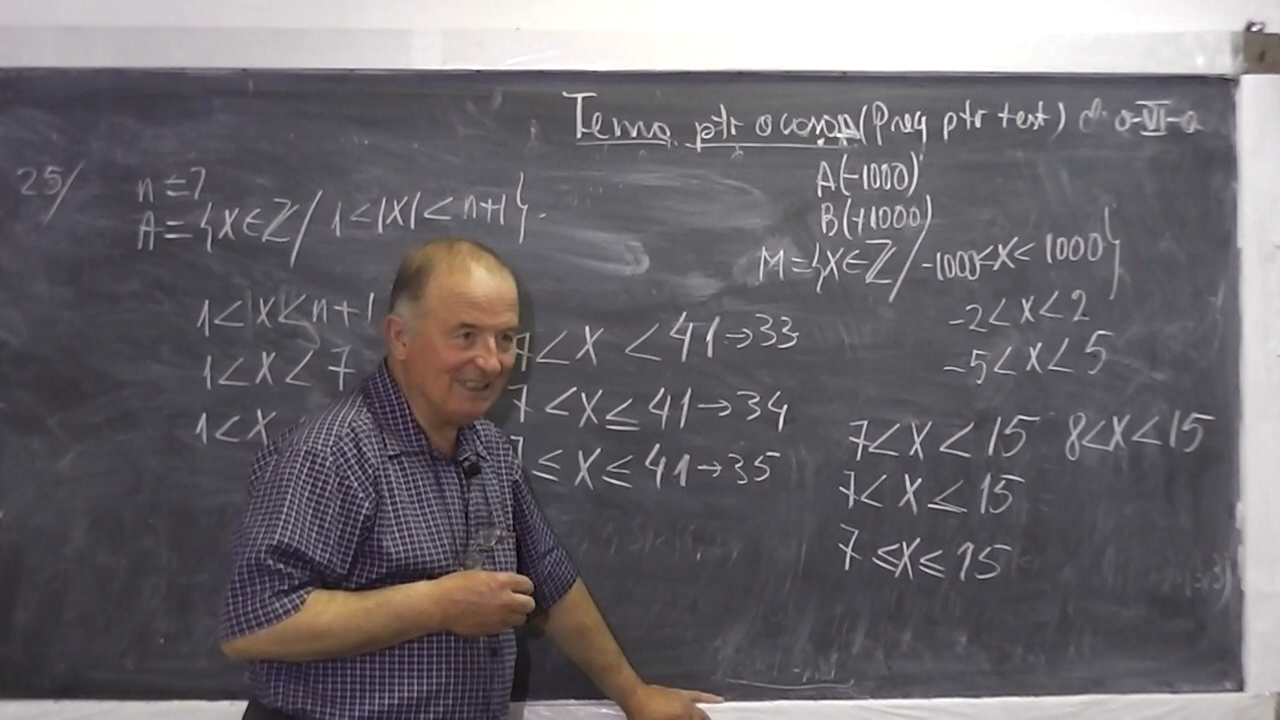 Tema ptr acasa (Preg ptr test) cl. a-VI-a
25/
n = 7
A = {x∈ℤ / 1<|x|<n+1}.
A(-1000)
B(+1000)
M={x∈ℤ / -1000<x<1000}
-2<x<2
-5<x<5
1<|x|<n+1
1<x<7
1<x
7<x<41→33
7<x≤41→34
7≤x≤41→35
7<x<15 8<x<15
7<x≤15
7≤x≤15